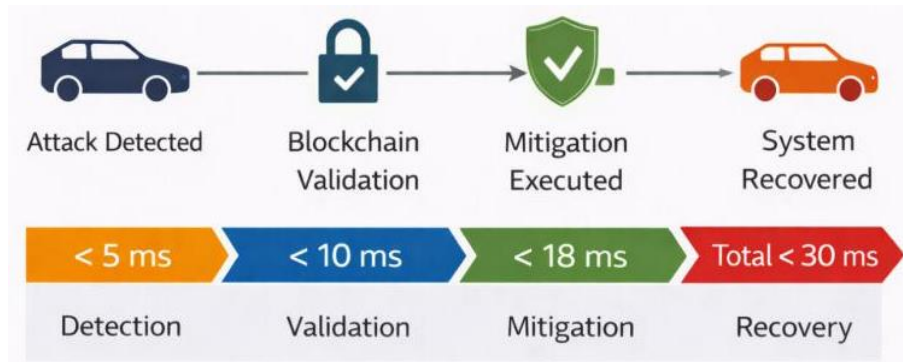 Attack Detected
Blockchain
Validation
Mitigation
Executed
System
Recovered
< 5 ms
< 10 ms
< 18 ms
Total < 30 ms
Detection
Validation
Mitigation
Recovery